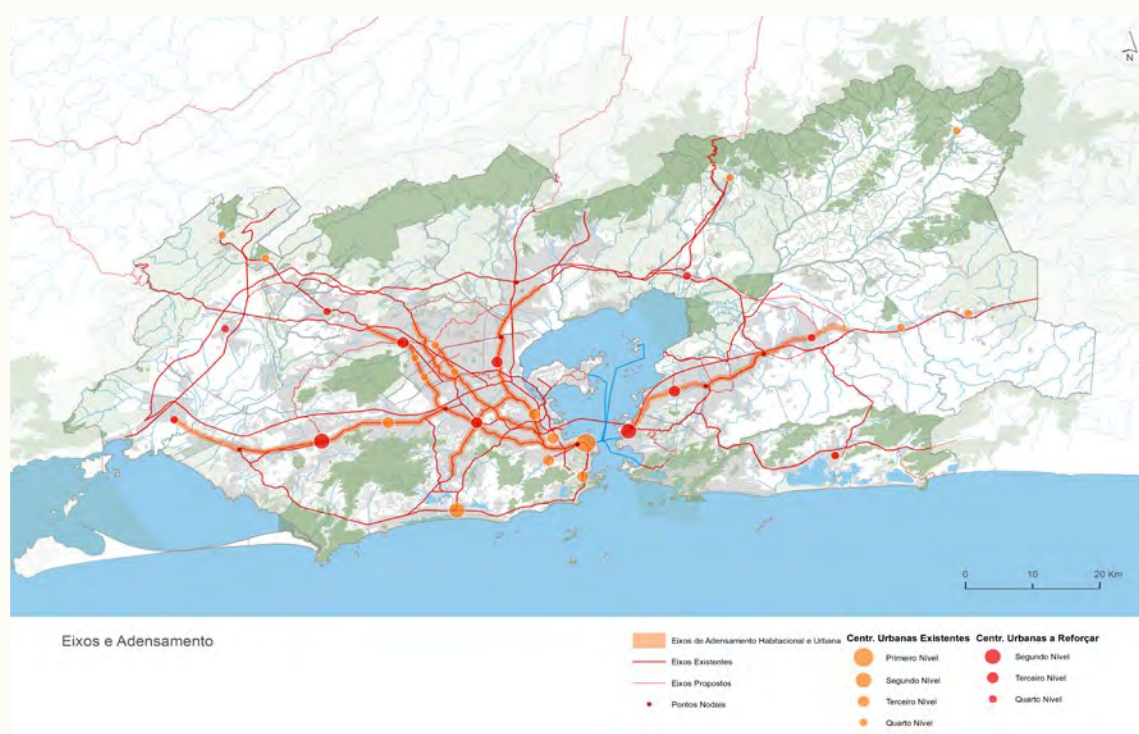 N
0 10 20 Km
Eixos e Adensamento
Eixos de Adensamento Habitacional e Urbana
Eixos Existentes
Eixos Propostos
Pontos Nodais
Centr. Urbanas Existentes
Primeiro Nível
Segundo Nível
Terceiro Nível
Quarto Nível
Centr. Urbanas a Reforçar
Segundo Nível
Terceiro Nível
Quarto Nível